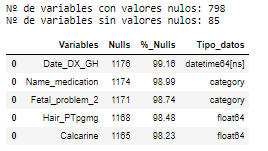 Nº de variables con valores nulos: 798
Nº de variables sin valores nulos: 85
Variables Nulls %_Nulls Tipo_datos
0 Date_DX_GH 1176 99.16 datetime64[ns]
0 Name_medication 1174 98.99 category
0 Fetal_problem_2 1171 98.74 category
0 Hair_PTpgmg 1168 98.48 float64
0 Calcarine 1165 98.23 float64